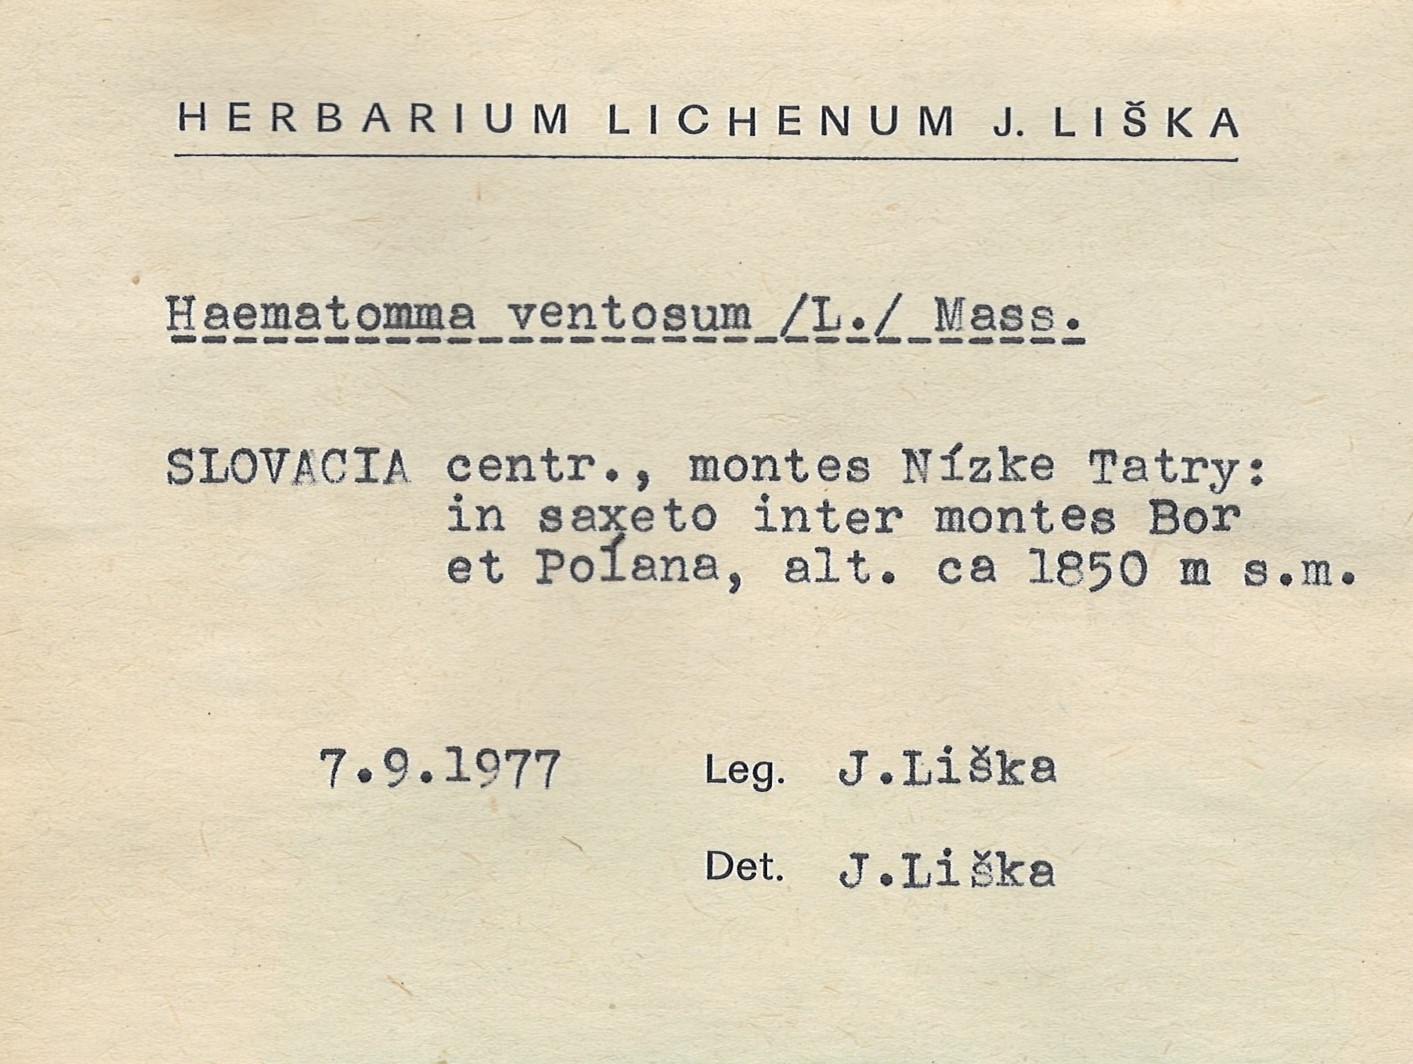 HERBARIUM LICHENUM J. LIŠKA
Haematomma ventosum /L./ Mass.
SLOVACIA centr., montes Nízke Tatry:
in saxeto inter montes Bor
et Poĺana, alt. ca 1850 m s.m.
7.9.1977 Leg. J.Liška
Det. J.Liška